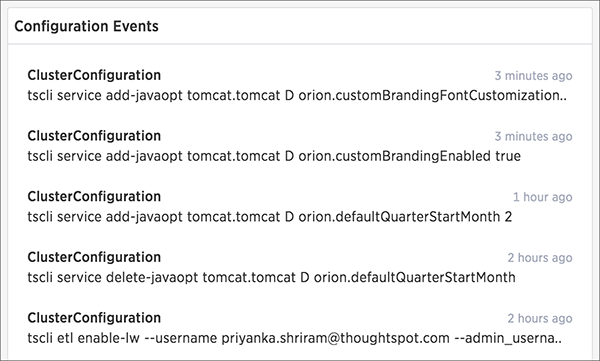 Configuration Events
ClusterConfiguration 3 minutes ago
tscli service add-javaopt tomcat.tomcat D orion.customBrandingFontCustomization..
ClusterConfiguration 3 minutes ago
tscli service add-javaopt tomcat.tomcat D orion.customBrandingEnabled true
ClusterConfiguration 1 hour ago
tscli service add-javaopt tomcat.tomcat D orion.defaultQuarterStartMonth 2
ClusterConfiguration 2 hours ago
tscli service delete-javaopt tomcat.tomcat D orion.defaultQuarterStartMonth
ClusterConfiguration 2 hours ago
tscli etl enable-lw --username priyanka.shriram@thoughtspot.com --admin_userna..